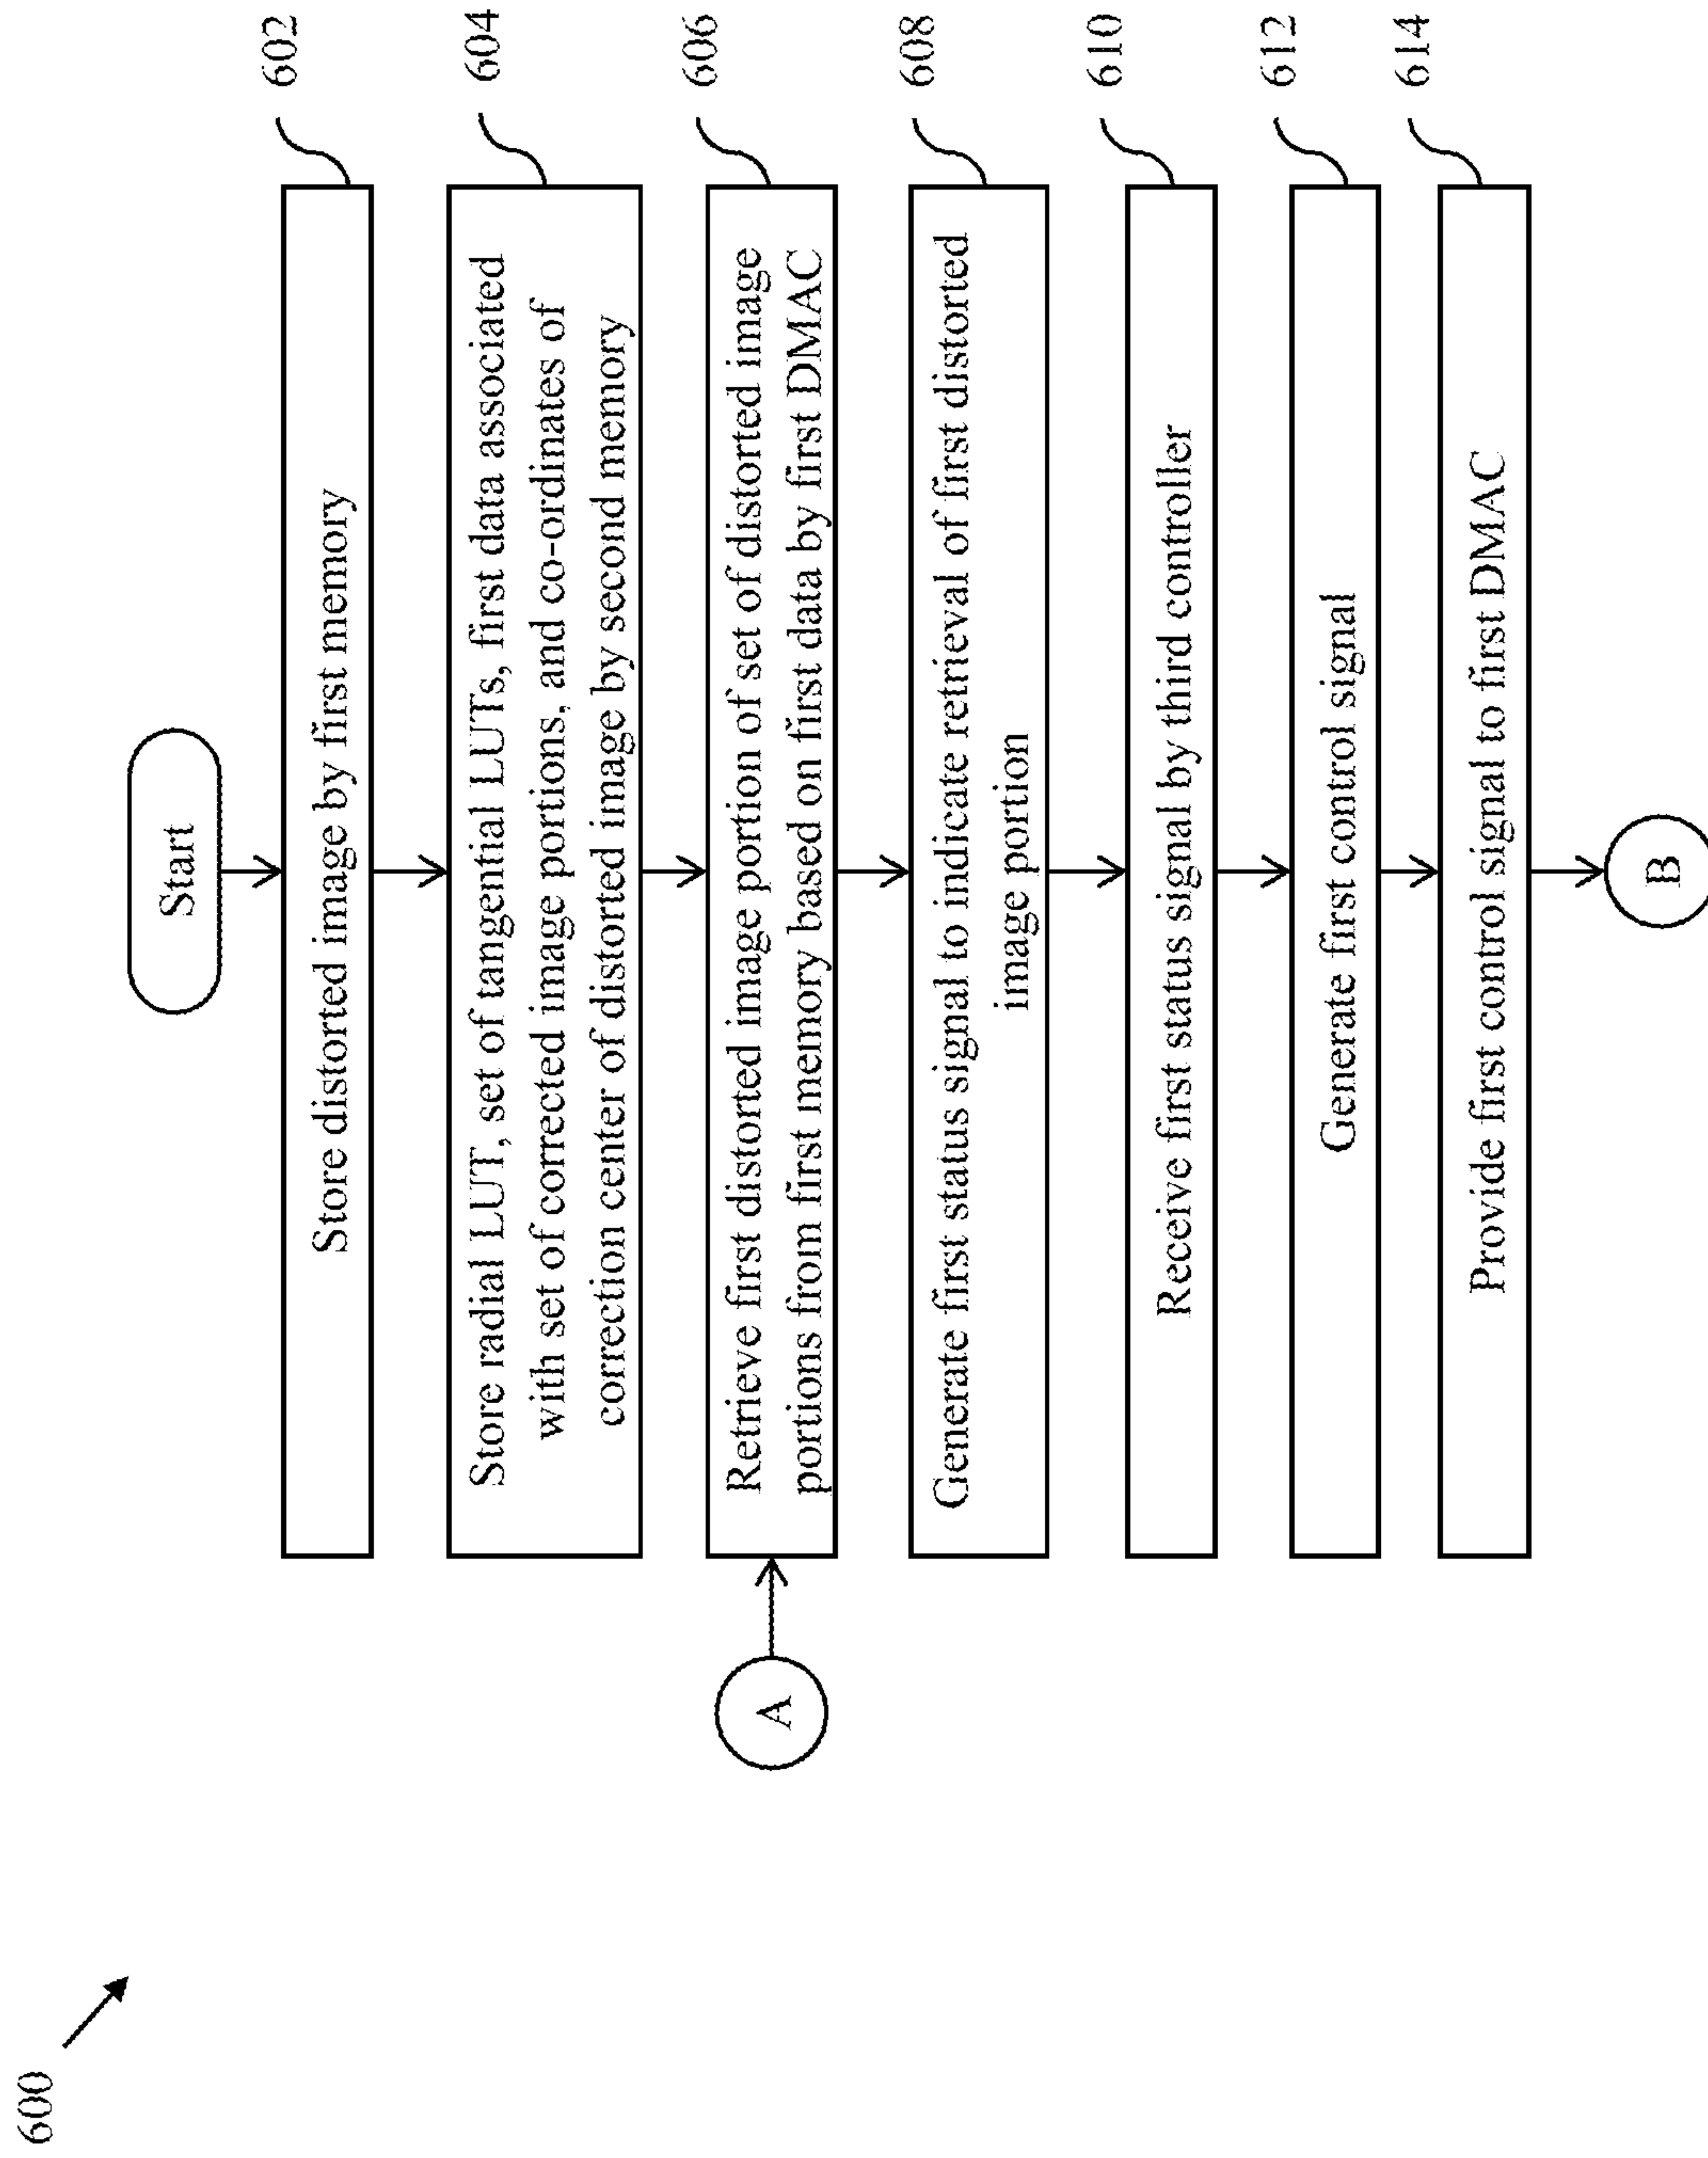 600
Start
Store distorted image by first memory
602
Store radial LUT, set of tangential LUTs, first data associated
with set of corrected image portions, and co-ordinates of
correction center of distorted image by second memory
604
A
Retrieve first distorted image portion of set of distorted image
portions from first memory based on first data by first DMAC
606
Generate first status signal to indicate retrieval of first distorted
image portion
608
Receive first status signal by third controller
610
Generate first control signal
612
Provide first control signal to first DMAC
614
B